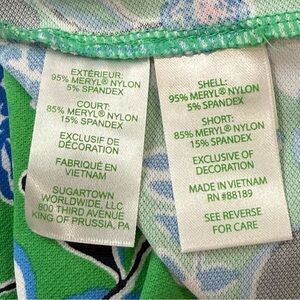 EXTÉRIEUR:
95% MERYL® NYLON
5% SPANDEX
COURT:
85% MERYL® NYLON
15% SPANDEX
EXCLUSIF DE
DÉCORATION
FABRIQUÉ EN
VIETNAM
SUGARTOWN
WORLDWIDE, LLC
800 THIRD AVENUE
KING OF PRUSSIA, PA
SHELL:
95% MERYL® NYLON
5% SPANDEX
SHORT:
85% MERYL® NYLON
15% SPANDEX
EXCLUSIVE OF
DECORATION
MADE IN VIETNAM
RN #88189
SEE REVERSE
FOR CARE